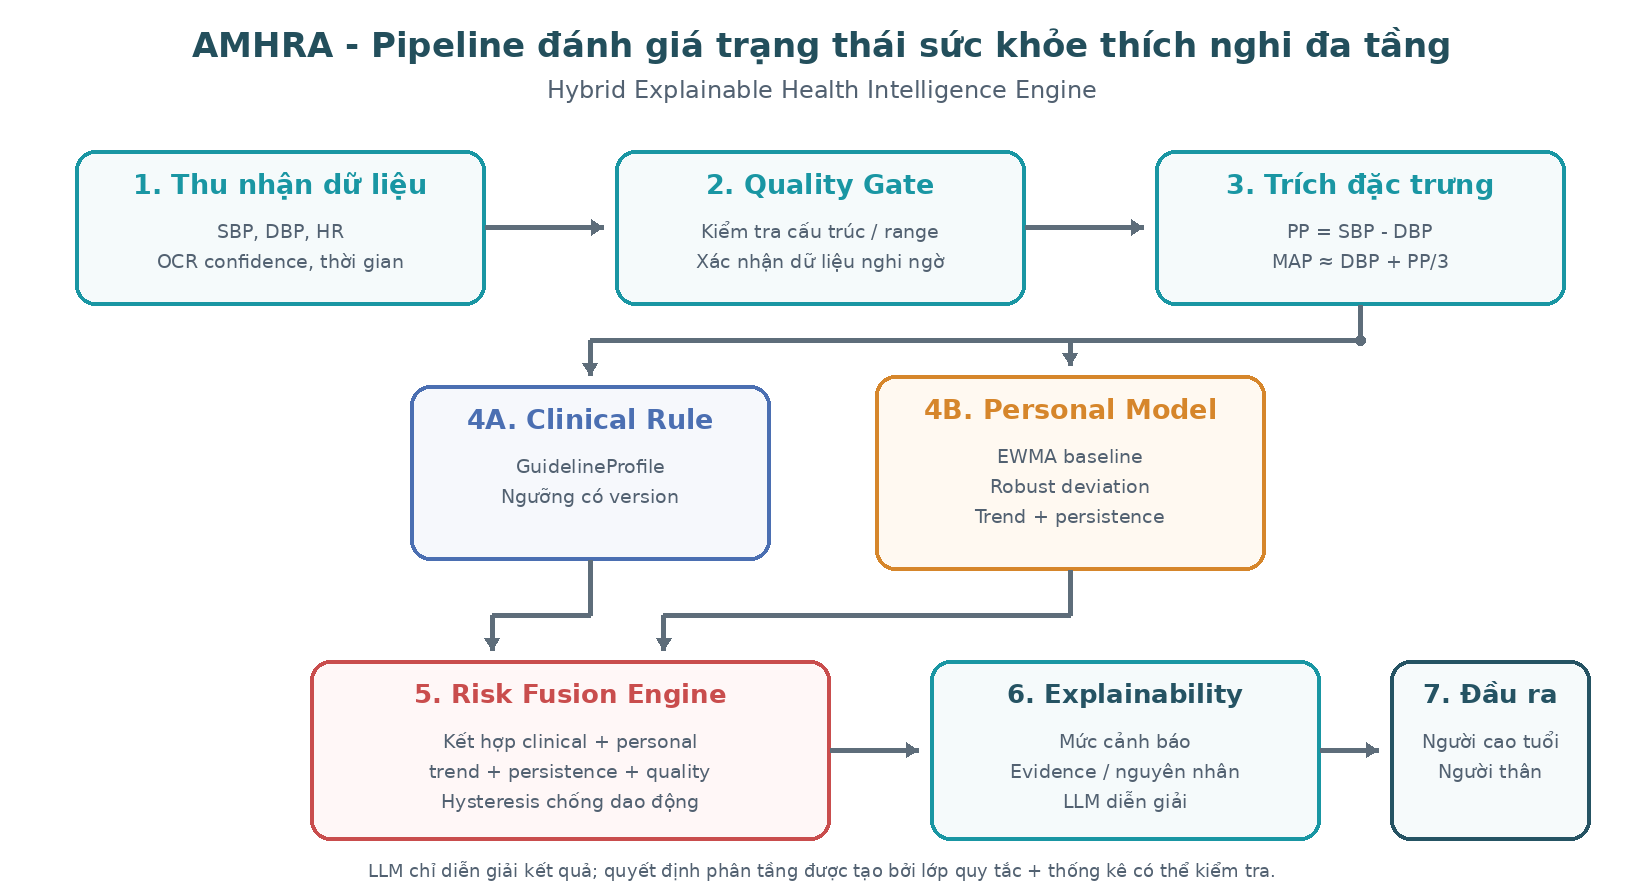 AMHRA - Pipeline đánh giá trạng thái sức khỏe thích nghi đa tầng
Hybrid Explainable Health Intelligence Engine
1. Thu nhận dữ liệu
SBP, DBP, HR
OCR confidence, thời gian
2. Quality Gate
Kiểm tra cấu trúc / range
Xác nhận dữ liệu nghi ngờ
3. Trích đặc trưng
PP = SBP - DBP
MAP ≈ DBP + PP/3
4A. Clinical Rule
GuidelineProfile
Ngưỡng có version
4B. Personal Model
EWMA baseline
Robust deviation
Trend + persistence
5. Risk Fusion Engine
Kết hợp clinical + personal
trend + persistence + quality
Hysteresis chống dao động
6. Explainability
Mức cảnh báo
Evidence / nguyên nhân
LLM diễn giải
7. Đầu ra
Người cao tuổi
Người thân
LLM chỉ diễn giải kết quả; quyết định phân tầng được tạo bởi lớp quy tắc + thống kê có thể kiểm tra.